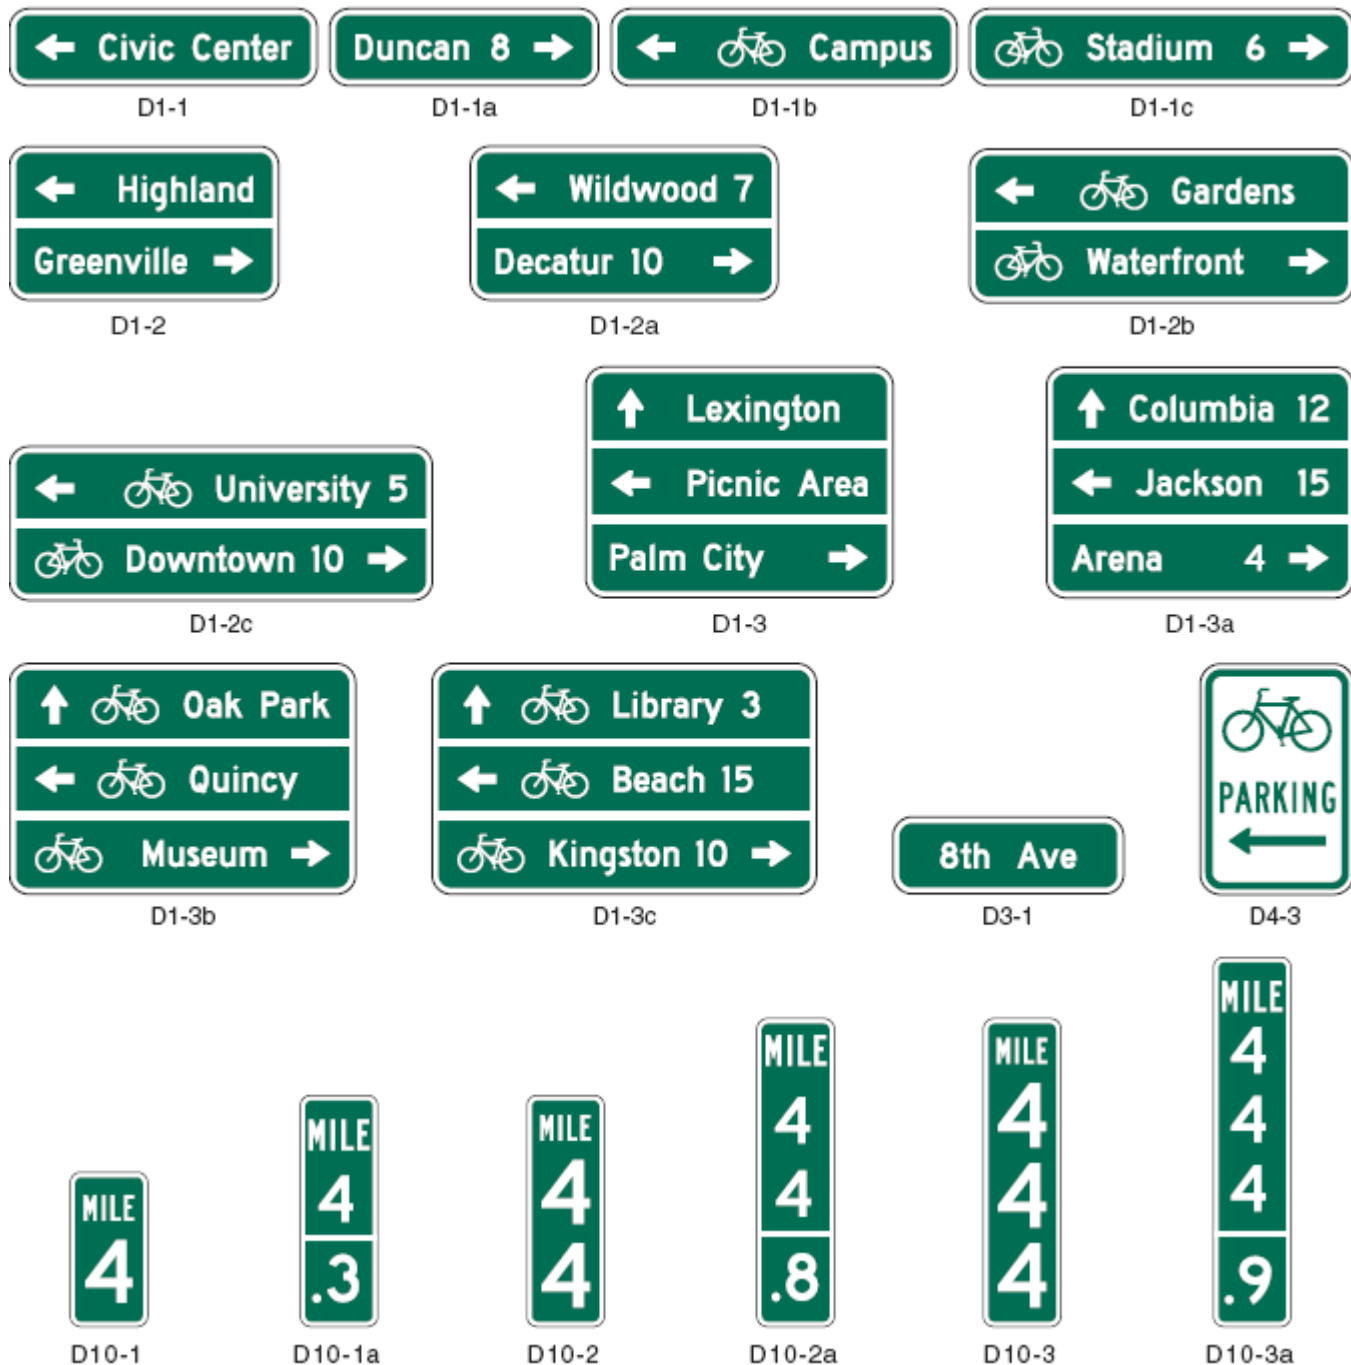 Civic Center
Duncan 8
Campus
Stadium 6
D1-1
D1-1a
D1-1b
D1-1c
Highland
Greenville
D1-2
Wildwood 7
Decatur 10
D1-2a
Gardens
Waterfront
D1-2b
University 5
Downtown 10
D1-2c
Lexington
Picnic Area
Palm City
D1-3
Columbia 12
Jackson 15
Arena 4
D1-3a
Oak Park
Quincy
Museum
D1-3b
Library 3
Beach 15
Kingston 10
D1-3c
8th Ave
D3-1
PARKING
D4-3
MILE
4
D10-1
MILE
4
.3
D10-1a
MILE
4
4
D10-2
MILE
4
4
.8
D10-2a
MILE
4
4
4
D10-3
MILE
4
4
4
.9
D10-3a